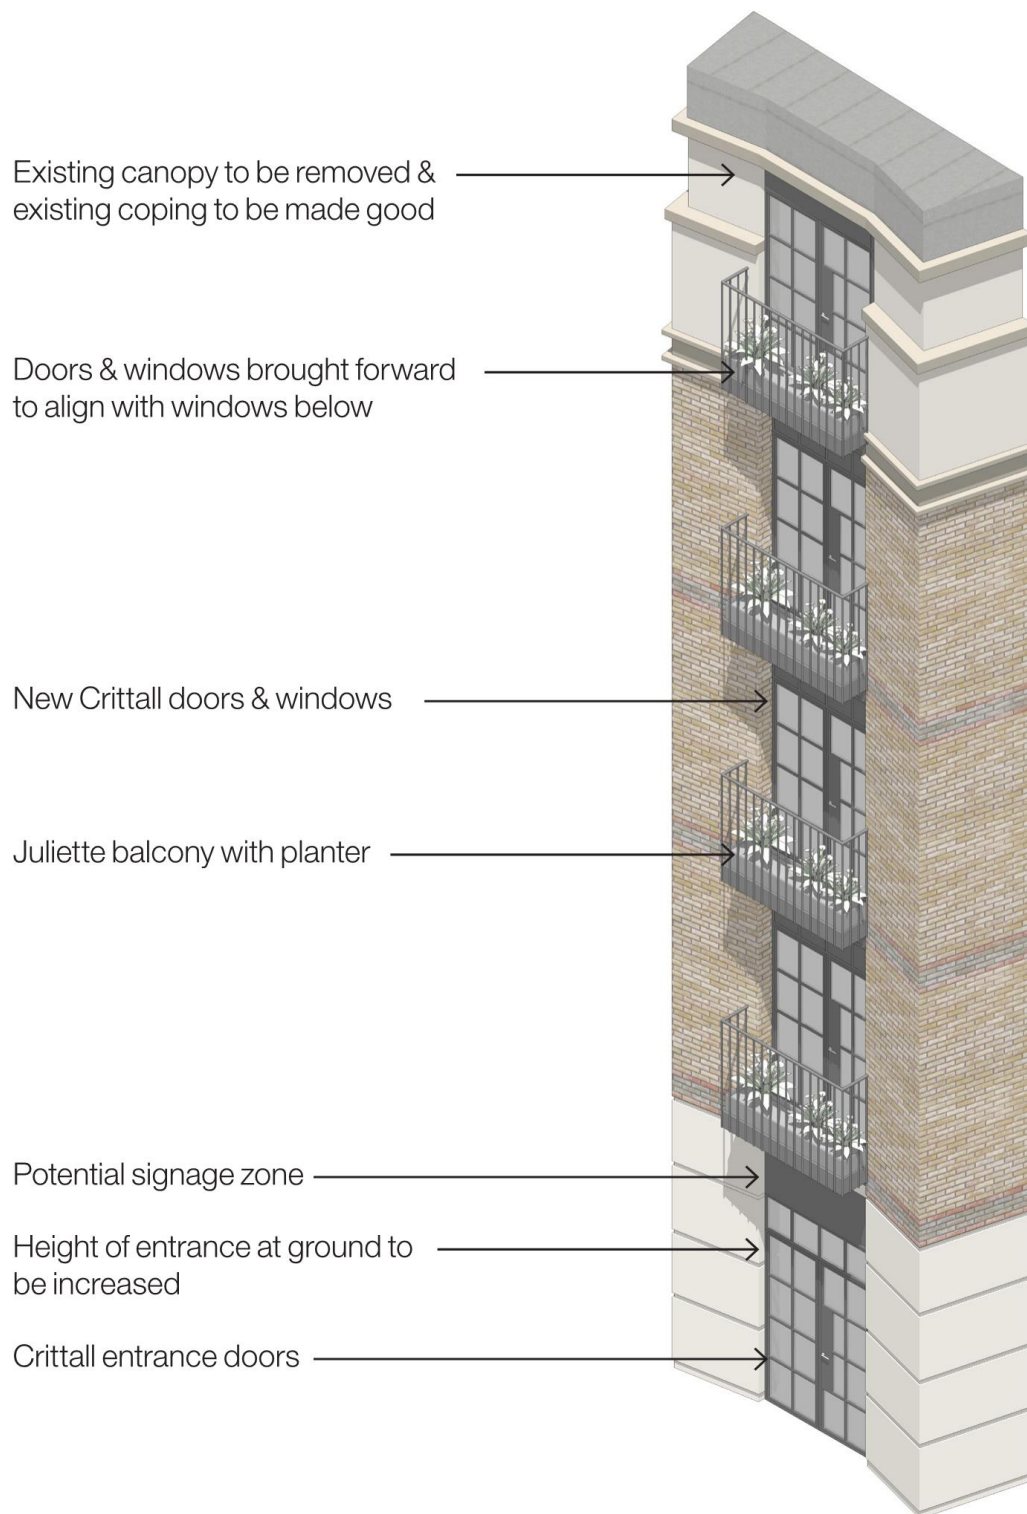 Existing canopy to be removed &
existing coping to be made good
Doors & windows brought forward
to align with windows below
New Crittall doors & windows
Juliette balcony with planter
Potential signage zone
Height of entrance at ground to
be increased
Crittall entrance doors